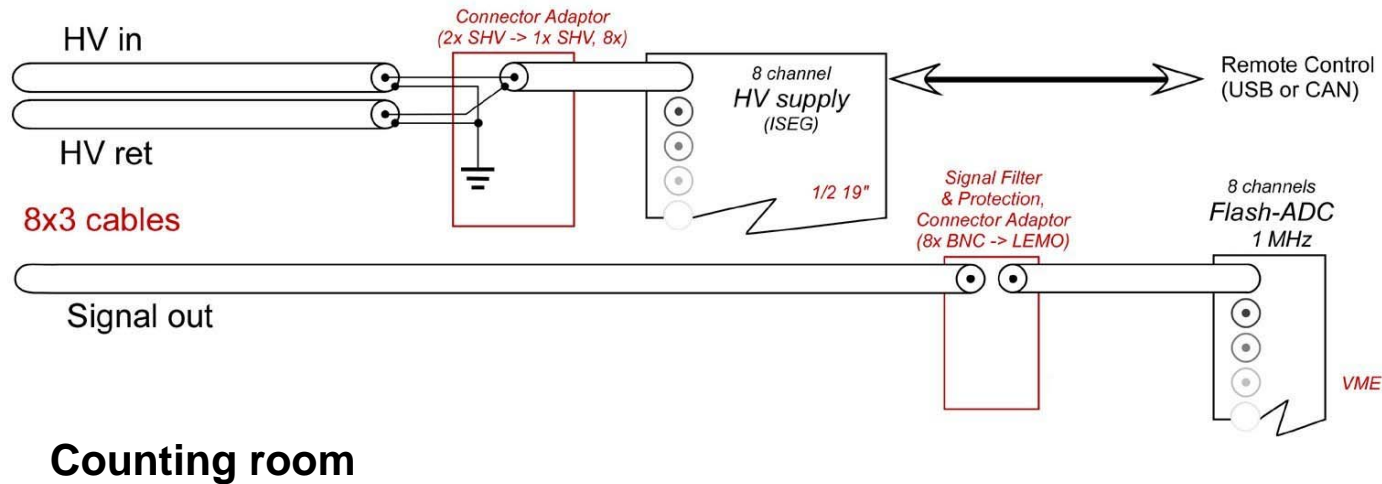 HV in
HV ret
8x3 cables
Connector Adaptor
(2x SHV -> 1x SHV, 8x)
8 channel
HV supply
(ISEG)
1/2 19"
Remote Control
(USB or CAN)
Signal out
Signal Filter
& Protection,
Connector Adaptor
(8x BNC -> LEMO)
8 channels
Flash-ADC
1 MHz
VME
Counting room